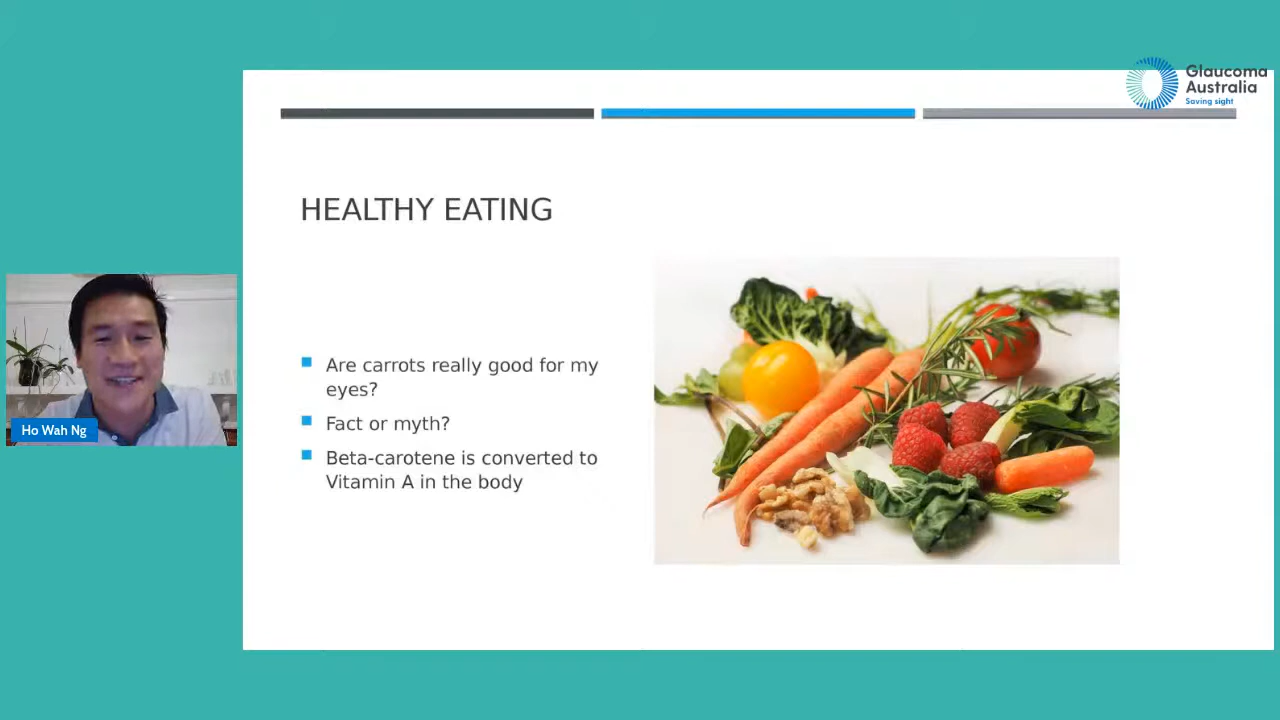 Glaucoma
Australia
Saving sight
HEALTHY EATING
Are carrots really good for my
eyes?
Fact or myth?
Beta-carotene is converted to
Vitamin A in the body
Ho Wah Ng